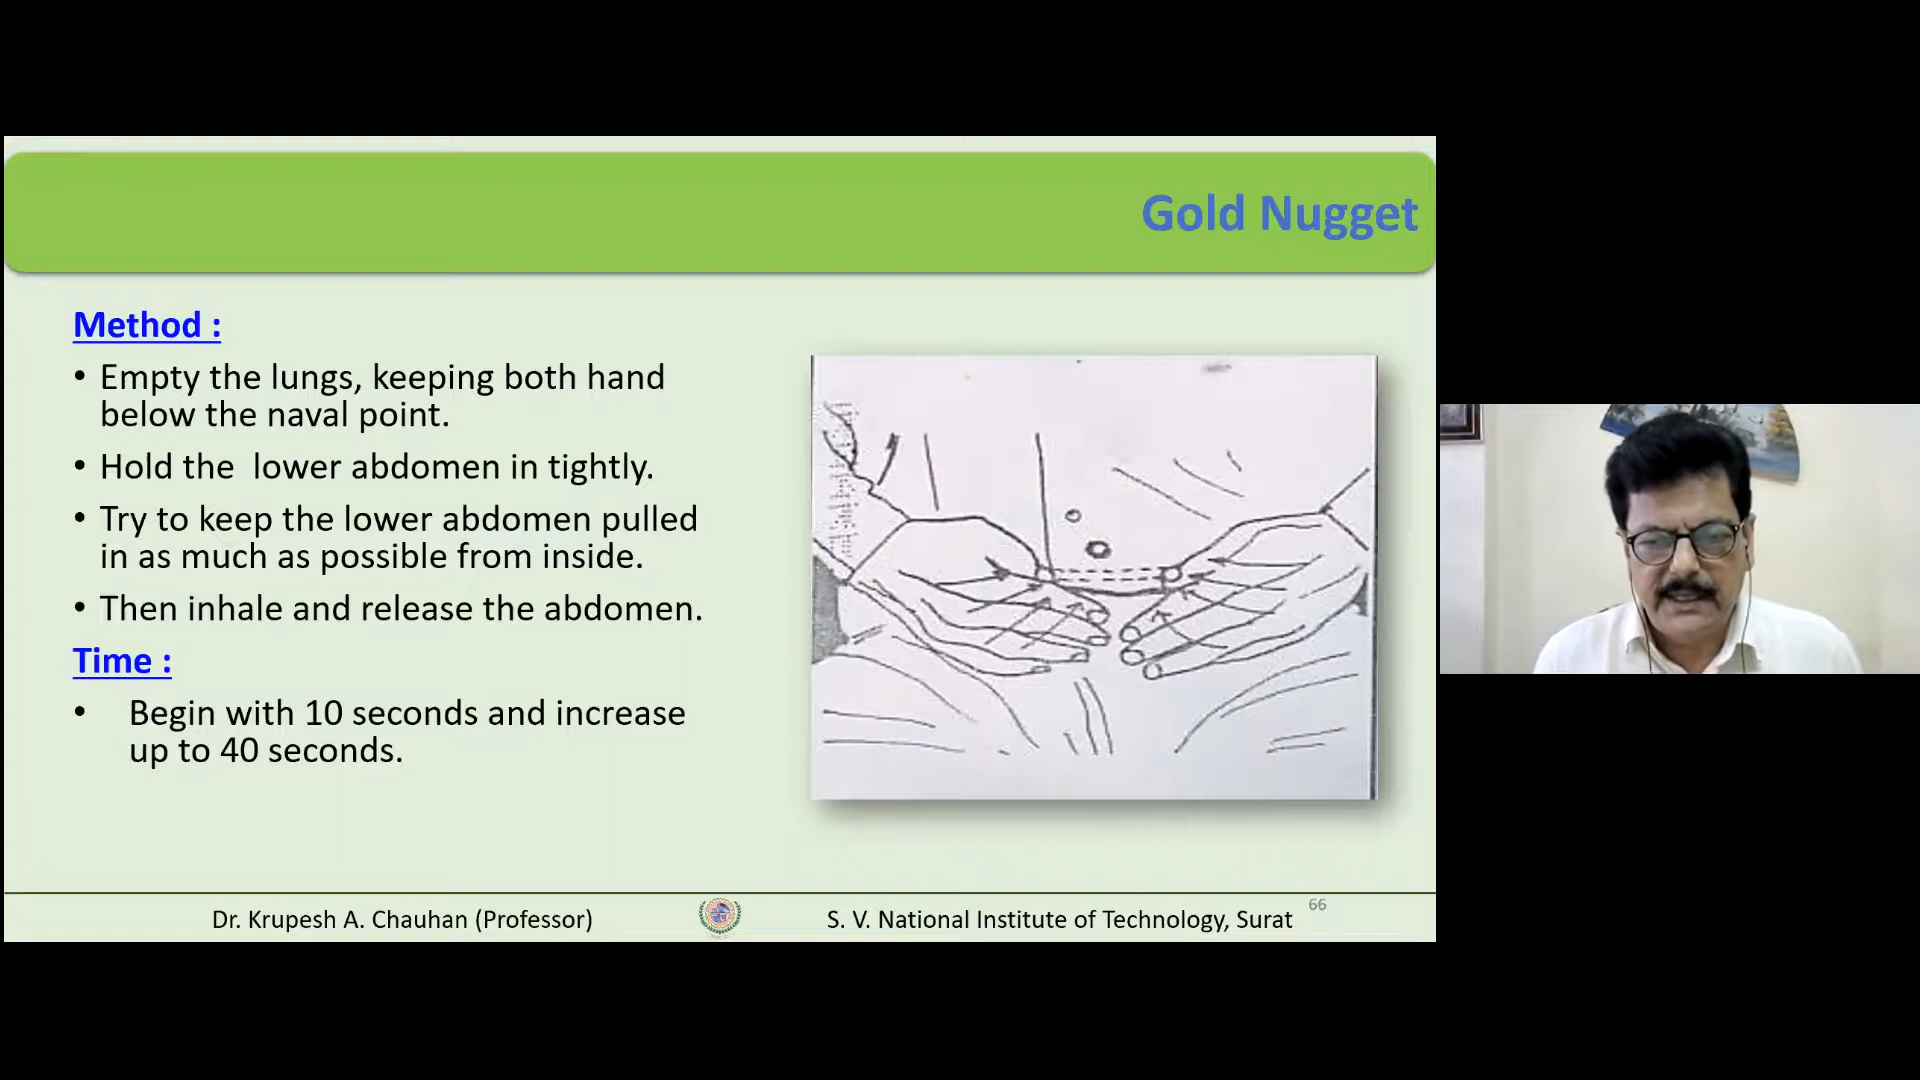 Gold Nugget
Method :
• Empty the lungs, keeping both hand
below the naval point.
• Hold the  lower abdomen in tightly.
• Try to keep the lower abdomen pulled
in as much as possible from inside.
• Then inhale and release the abdomen.
Time :
• Begin with 10 seconds and increase
up to 40 seconds.
Dr. Krupesh A. Chauhan (Professor)
S. V. National Institute of Technology, Surat
66